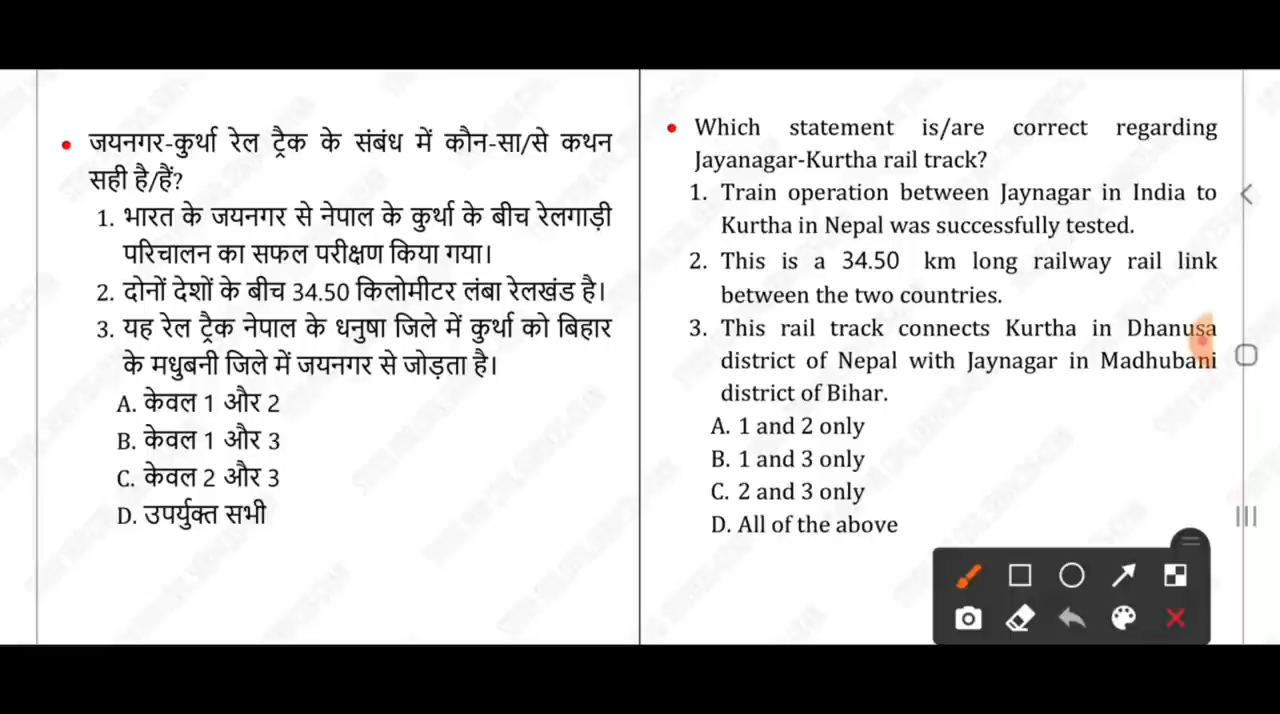 जयनगर-कुर्था रेल ट्रैक के संबंध में कौन-सा/से कथन
सही है/हैं?
1. भारत के जयनगर से नेपाल के कुर्था के बीच रेलगाड़ी
परिचालन का सफल परीक्षण किया गया।
2. दोनों देशों के बीच 34.50 किलोमीटर लंबा रेलखंड है।
3. यह रेल ट्रैक नेपाल के धनुषा जिले में कुर्था को बिहार
के मधुबनी जिले में जयनगर से जोड़ता है।
A. केवल 1 और 2
B. केवल 1 और 3
C. केवल 2 और 3
D. उपर्युक्त सभी
Which statement is/are correct regarding
Jayanagar-Kurtha rail track?
1. Train operation between Jaynagar in India to
Kurtha in Nepal was successfully tested.
2. This is a 34.50 km long railway rail link
between the two countries.
3. This rail track connects Kurtha in Dhanusa
district of Nepal with Jaynagar in Madhubani
district of Bihar.
A. 1 and 2 only
B. 1 and 3 only
C. 2 and 3 only
D. All of the above